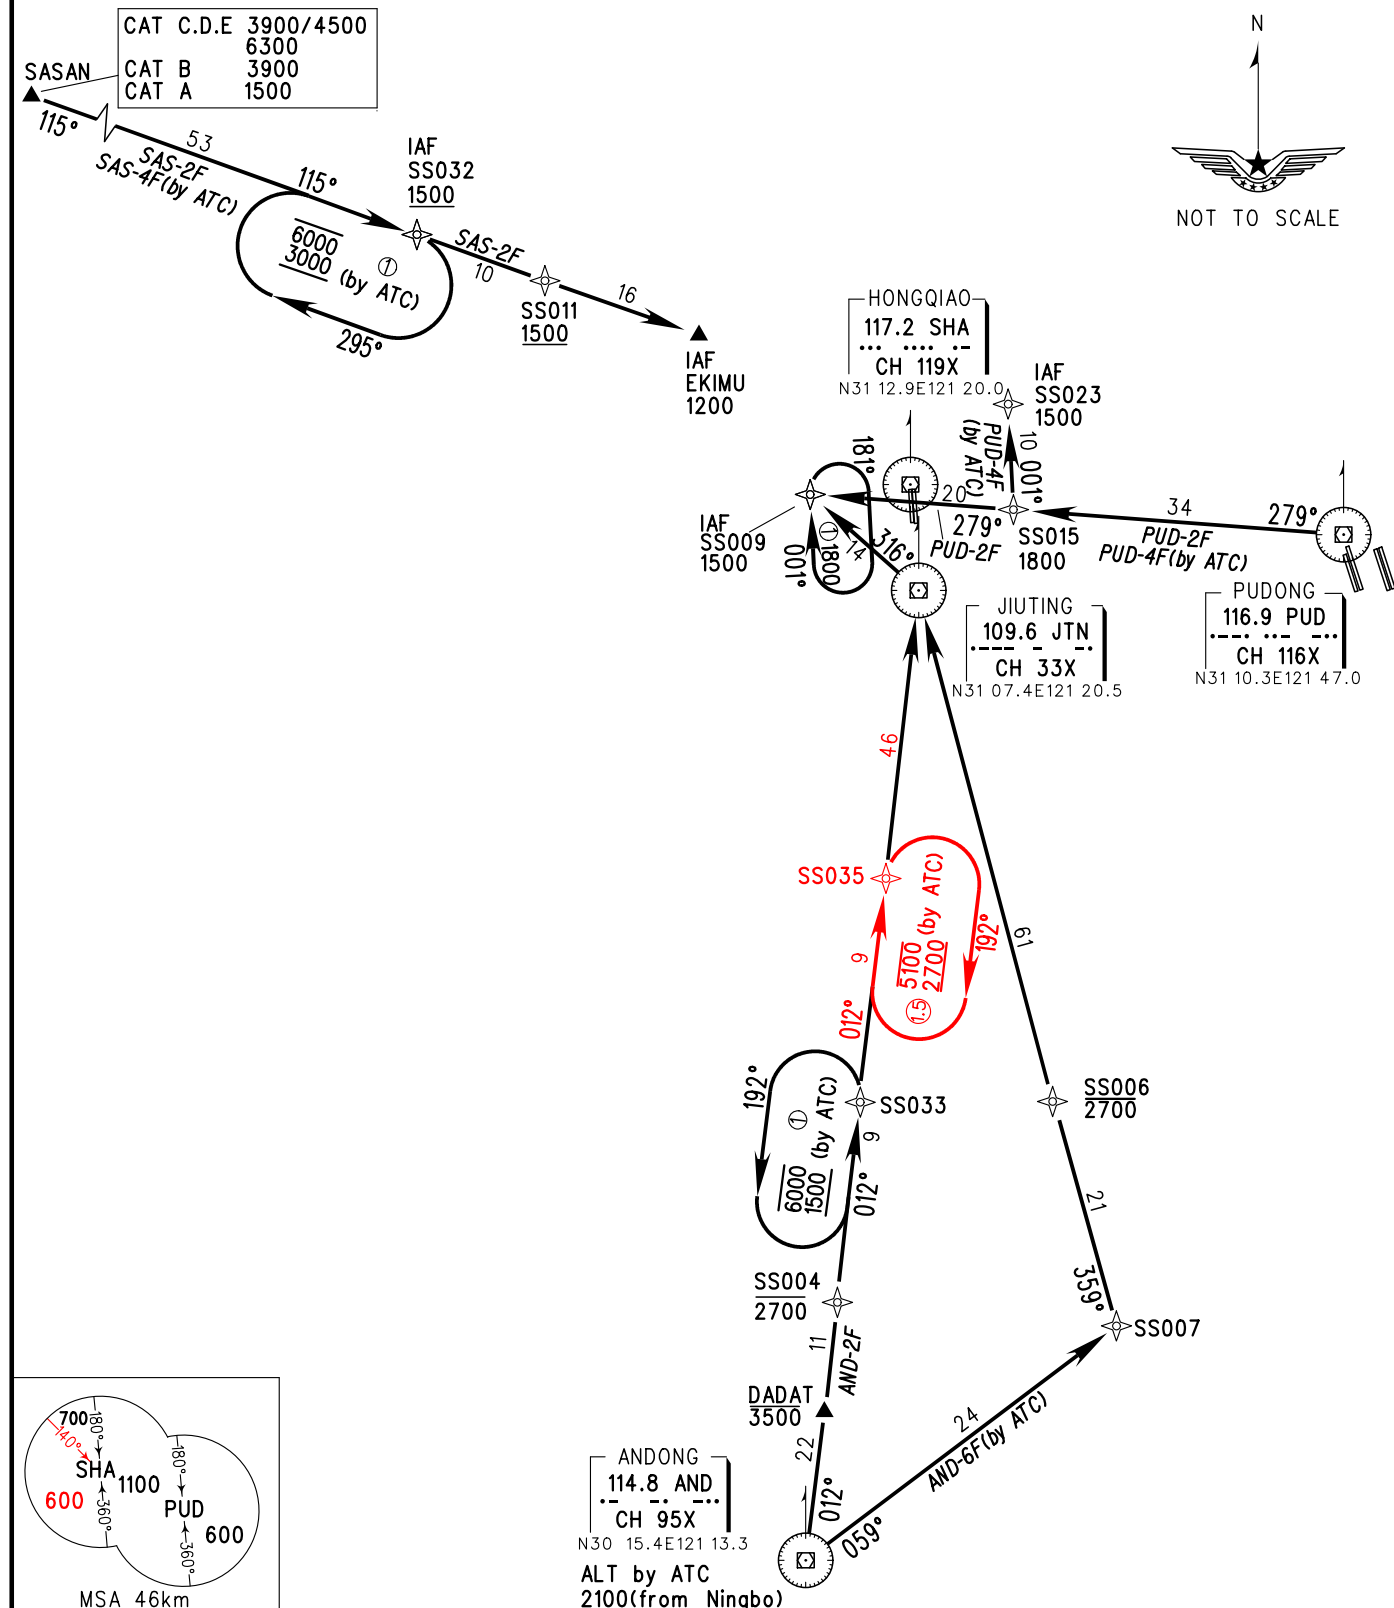 CAT C.D.E 3900/4500
6300
CAT B 3900
CAT A 1500
SASAN
115°
53
SAS-2F
SAS-4F(by ATC)
115°
IAF
SS032
1500
6000
3000 (by ATC)
1
295°
SAS-2F
10
SS011
1500
16
IAF
EKIMU
1200
N
NOT TO SCALE
HONGQIAO
117.2 SHA
CH 119X
N31 12.9E121 20.0
IAF
SS023
1500
10 001°
PUD-4F
(by ATC)
181°
20
279°
PUD-2F
IAF
SS009
1500
001°
1 1800
14
316°
SS015
1800
34
279°
PUD-2F
PUD-4F(by ATC)
JIUTING
109.6 JTN
CH 33X
N31 07.4E121 20.5
PUDONG
116.9 PUD
CH 116X
N31 10.3E121 47.0
46
SS035
9
012°
5100
2700 (by ATC)
1.5
192°
61
SS033
192°
1
6000
1500 (by ATC)
9
012°
SS006
2700
21
359°
SS007
SS004
2700
11
AND-2F
DADAT
3500
22
012°
24
AND-6F(by ATC)
059°
ANDONG
114.8 AND
CH 95X
N30 15.4E121 13.3
ALT by ATC
2100(from Ningbo)
700
180°
140°
SHA
1100
600
360°
180°
PUD
600
360°
MSA 46km